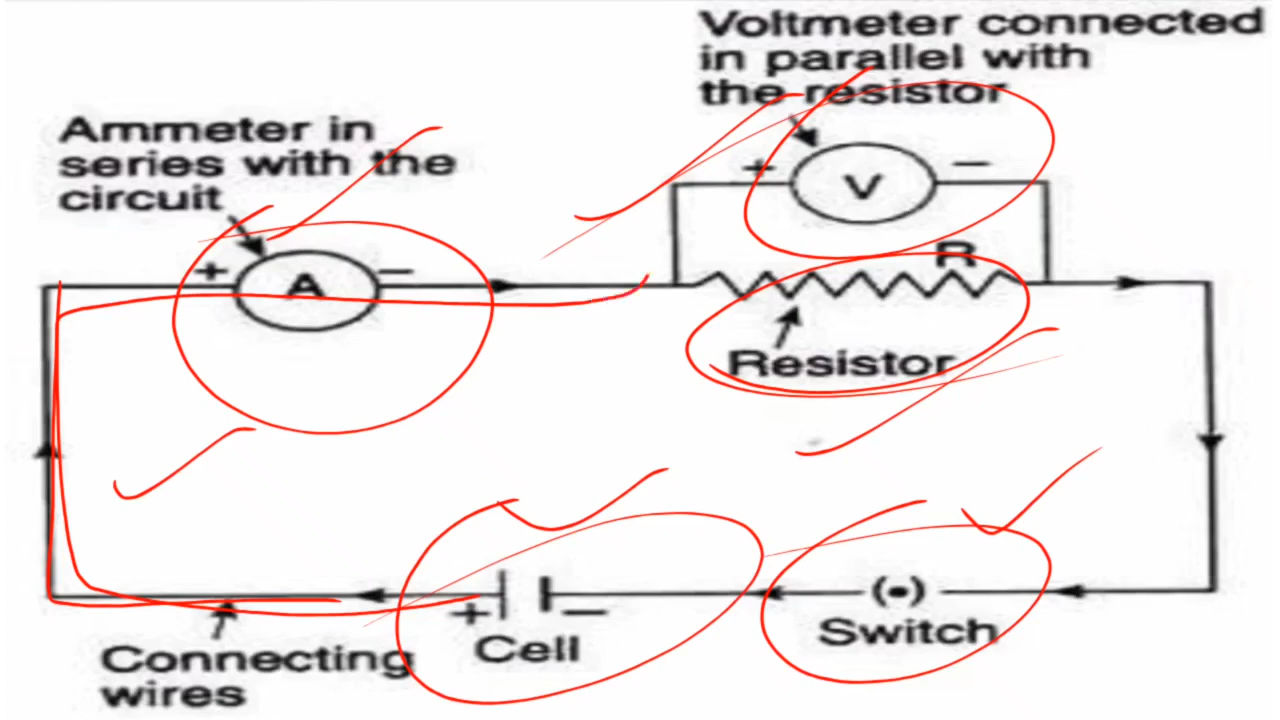 Voltmeter connected
in parallel with
the resistor
Ammeter in
series with the
circuit
+ V −
+ A −
R
Resistor
(•)
+ −
Switch
Cell
Connecting
wires